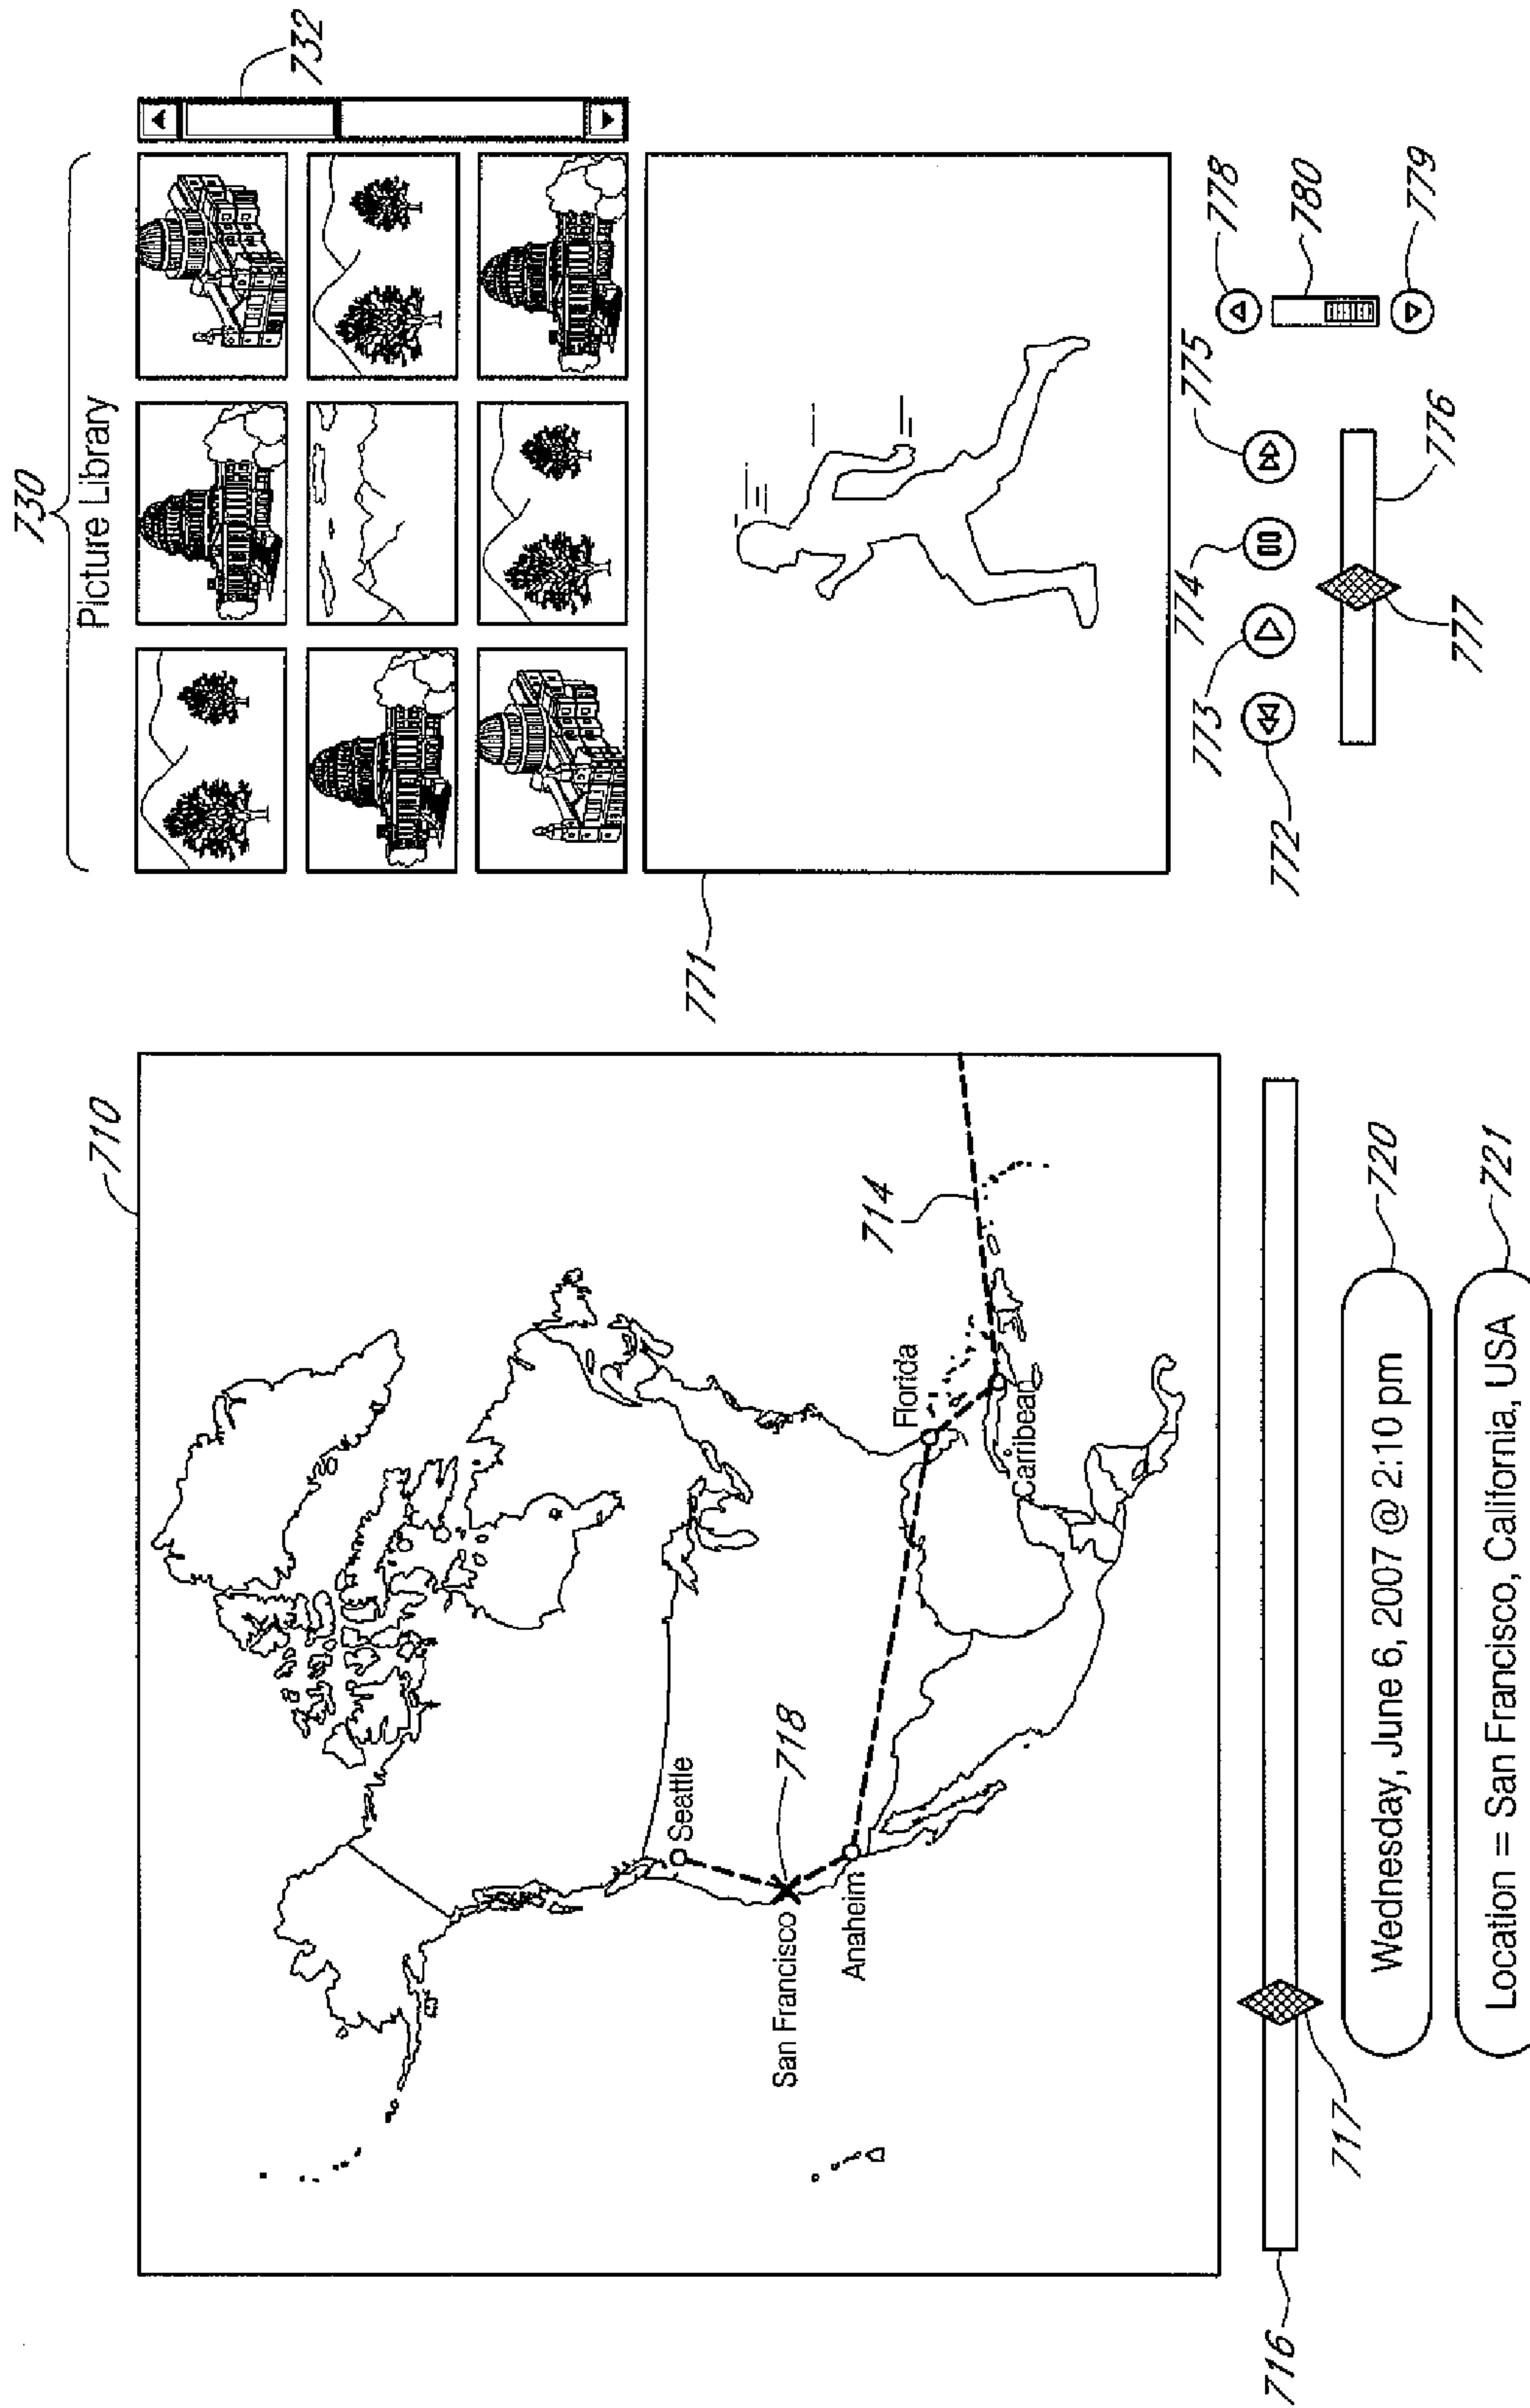 710
Seattle
San Francisco
718
Anaheim
Florida
Carribean
714
716
717
Wednesday, June 6, 2007 @ 2:10 pm
720
Location = San Francisco, California, USA
721
730
Picture Library
732
771
772
773
774
775
776
777
778
780
779